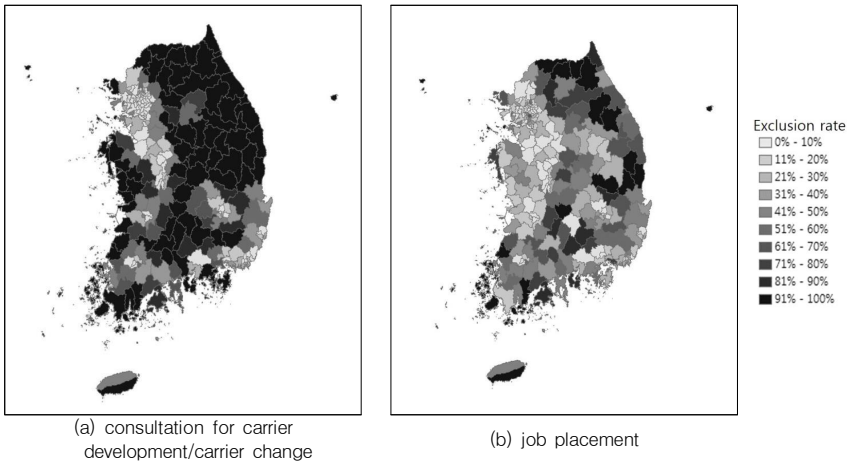 Exclusion rate
0% - 10%
11% - 20%
21% - 30%
31% - 40%
41% - 50%
51% - 60%
61% - 70%
71% - 80%
81% - 90%
91% - 100%
(a) consultation for carrier
development/carrier change
(b) job placement